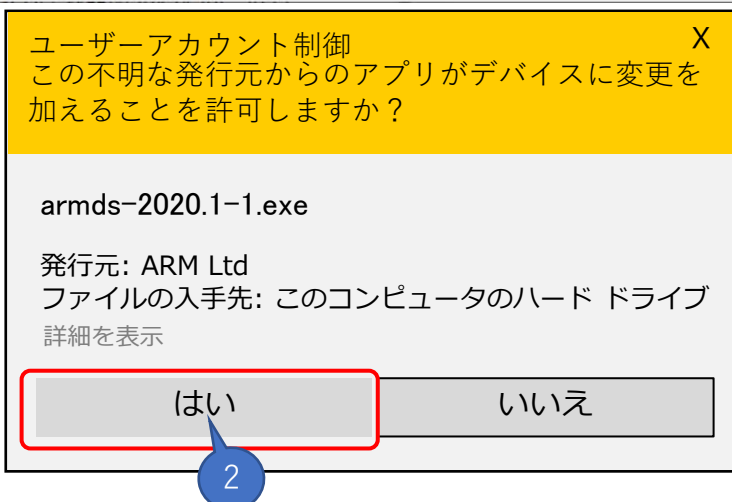 ユーザーアカウント制御
X
この不明な発行元からのアプリがデバイスに変更を
加えることを許可しますか？
armds-2020.1-1.exe
発行元: ARM Ltd
ファイルの入手先: このコンピュータのハード ドライブ
詳細を表示
はい
いいえ
2